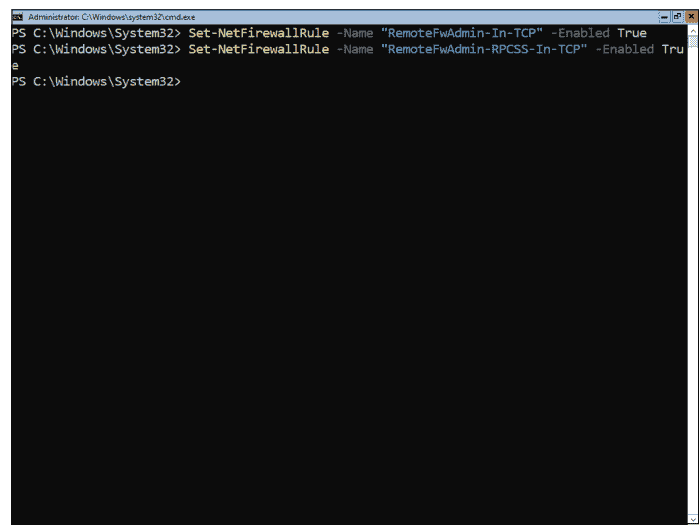 Administrator: C:\Windows\system32\cmd.exe
PS C:\Windows\System32> Set-NetFirewallRule -Name "RemoteFwAdmin-In-TCP" -Enabled True
PS C:\Windows\System32> Set-NetFirewallRule -Name "RemoteFwAdmin-RPCSS-In-TCP" -Enabled Tru
e
PS C:\Windows\System32>